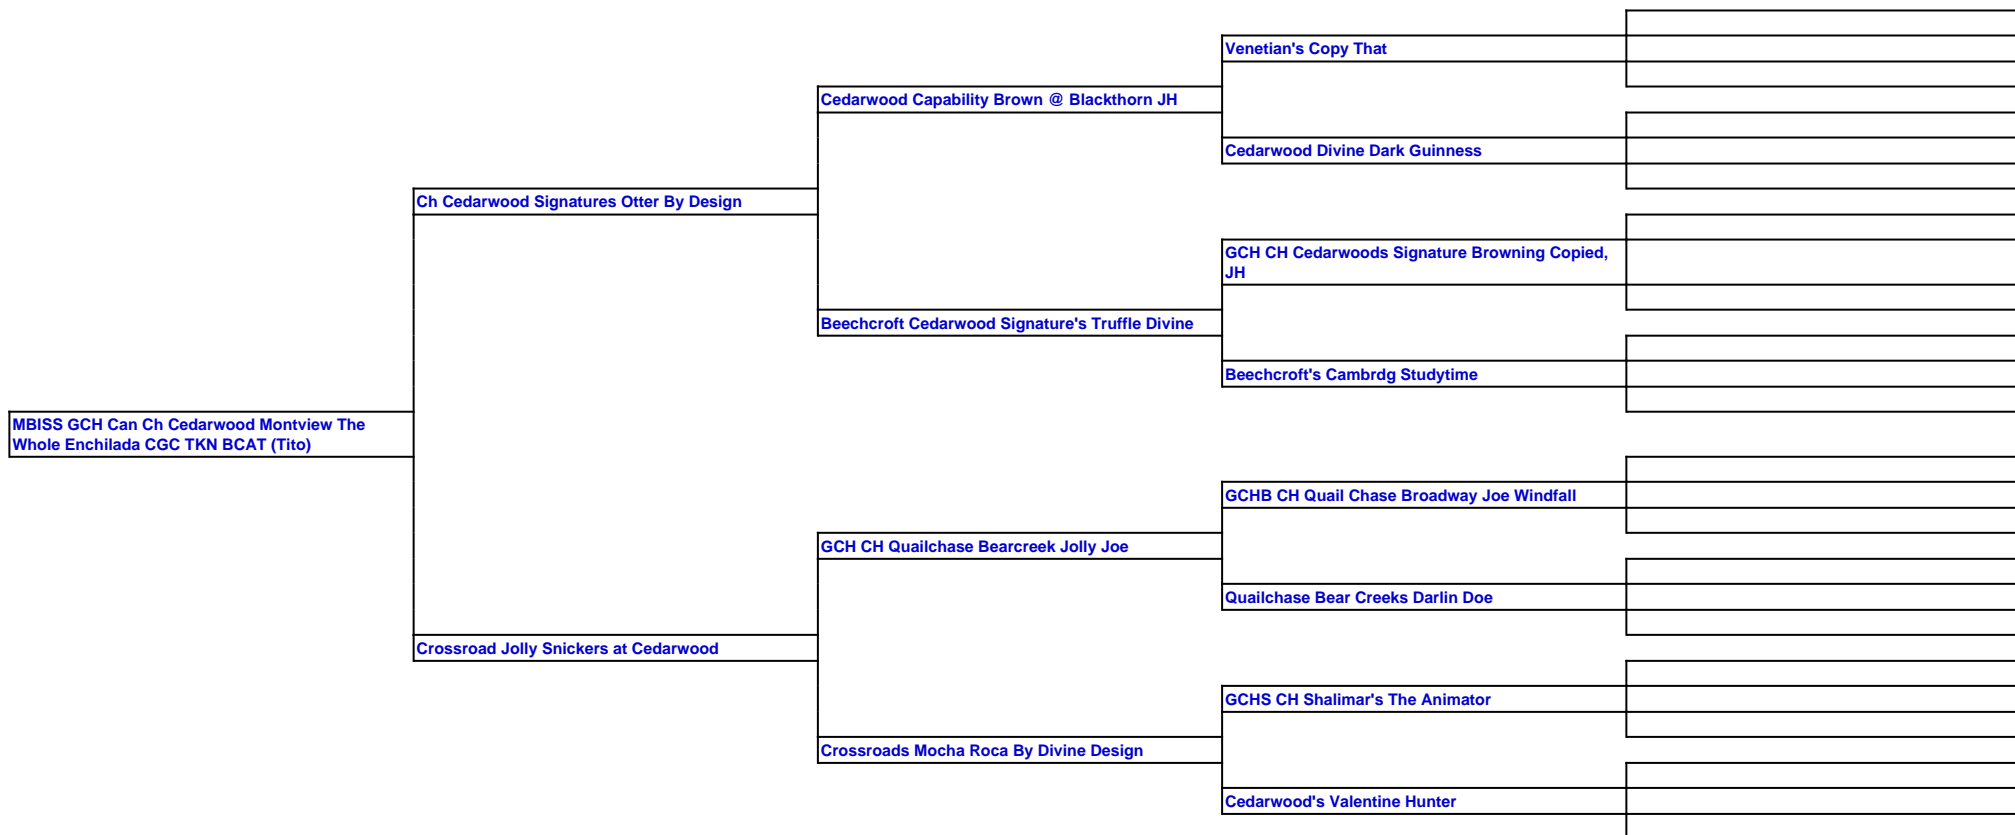 Venetian's Copy That
Cedarwood Capability Brown @ Blackthorn JH
Cedarwood Divine Dark Guinness
Ch Cedarwood Signatures Otter By Design
GCH CH Cedarwoods Signature Browning Copied,
JH
Beechcroft Cedarwood Signature's Truffle Divine
Beechcroft's Cambrdg Studytime
MBISS GCH Can Ch Cedarwood Montview The
Whole Enchilada CGC TKN BCAT (Tito)
GCHB CH Quail Chase Broadway Joe Windfall
GCH CH Quailchase Bearcreek Jolly Joe
Quailchase Bear Creeks Darlin Doe
Crossroad Jolly Snickers at Cedarwood
GCHS CH Shalimar's The Animator
Crossroads Mocha Roca By Divine Design
Cedarwood's Valentine Hunter